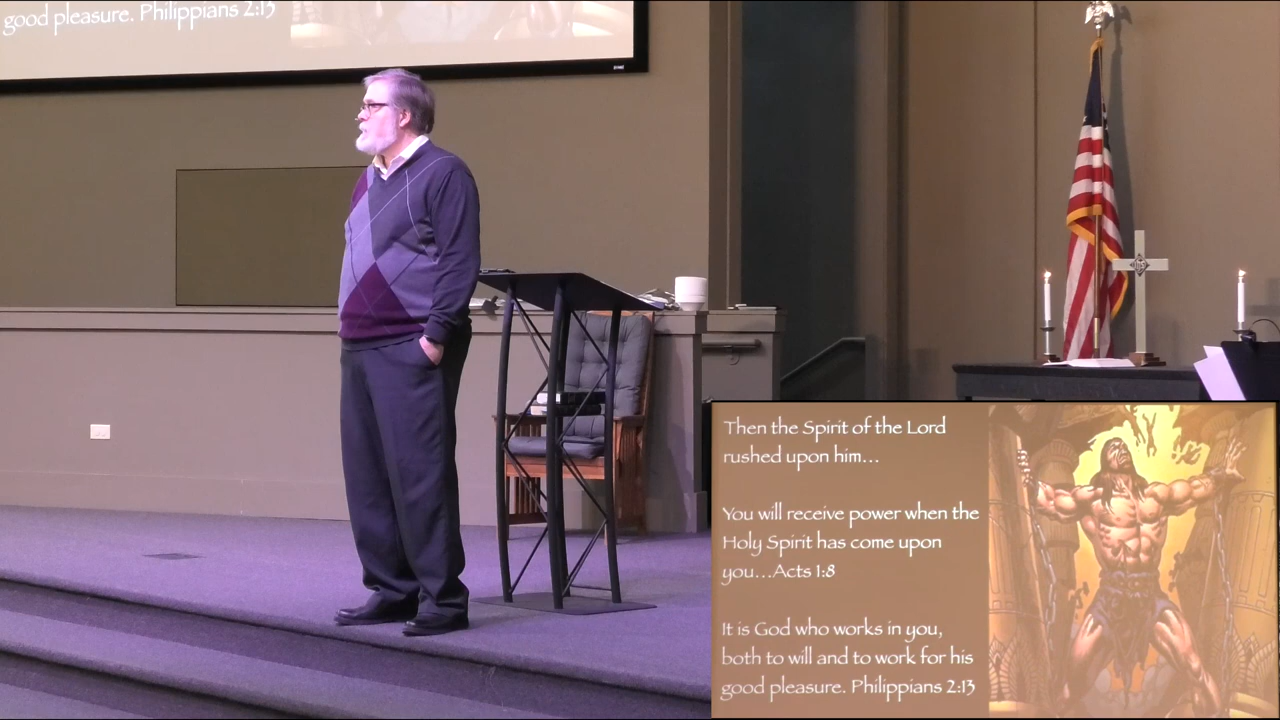 good pleasure. Philippians 2:13
Then the Spirit of the Lord
rushed upon him...
You will receive power when the
Holy Spirit has come upon
you...Acts 1:8
It is God who works in you,
both to will and to work for his
good pleasure. Philippians 2:13